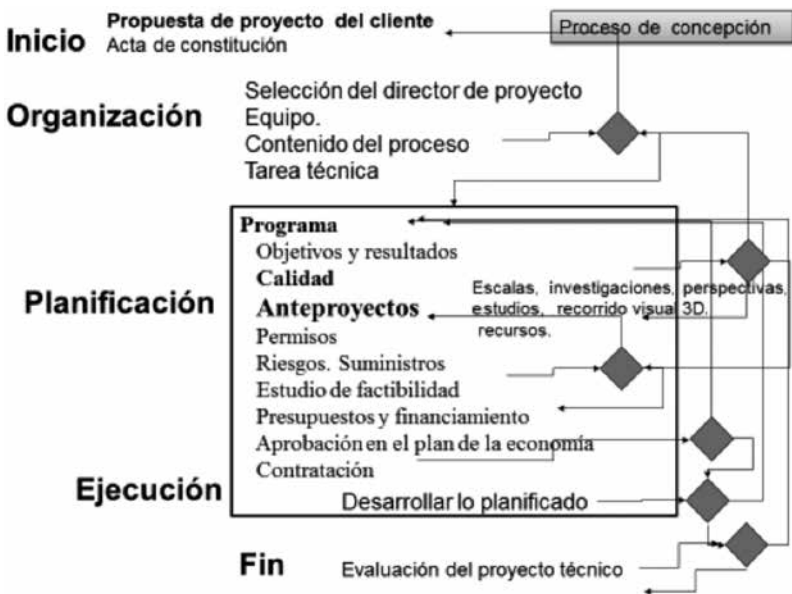 Proceso de concepción
Inicio
Propuesta de proyecto del cliente
Acta de constitución
Organización
Selección del director de proyecto
Equipo.
Contenido del proceso
Tarea técnica
Planificación
Programa
Objetivos y resultados
Calidad
Anteproyectos
Escalas, investigaciones, perspectivas,
estudios, recorrido visual 3D.
recursos.
Permisos
Riesgos. Suministros
Estudio de factibilidad
Presupuestos y financiamiento
Aprobación en el plan de la economía
Contratación
Ejecución
Desarrollar lo planificado
Fin
Evaluación del proyecto técnico